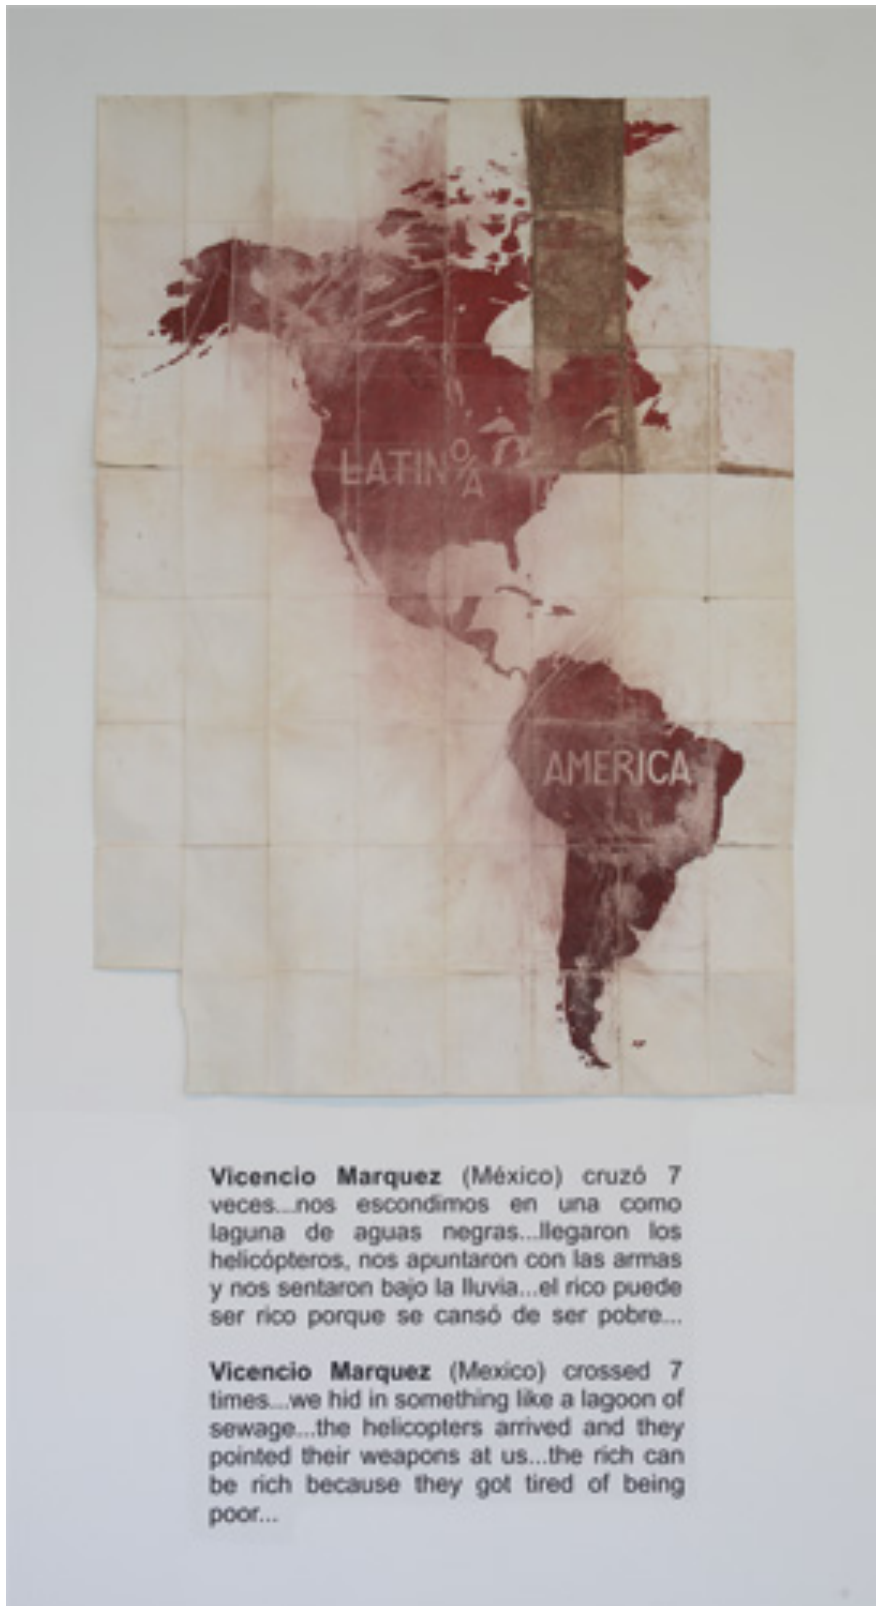 LATINO/A
AMERICA
Vicencio Marquez (México) cruzó 7
veces...nos escondimos en una como
laguna de aguas negras...llegaron los
helicópteros, nos apuntaron con las armas
y nos sentaron bajo la lluvia...el rico puede
ser rico porque se cansó de ser pobre...
Vicencio Marquez (Mexico) crossed 7
times...we hid in something like a lagoon of
sewage...the helicopters arrived and they
pointed their weapons at us...the rich can
be rich because they got tired of being
poor...